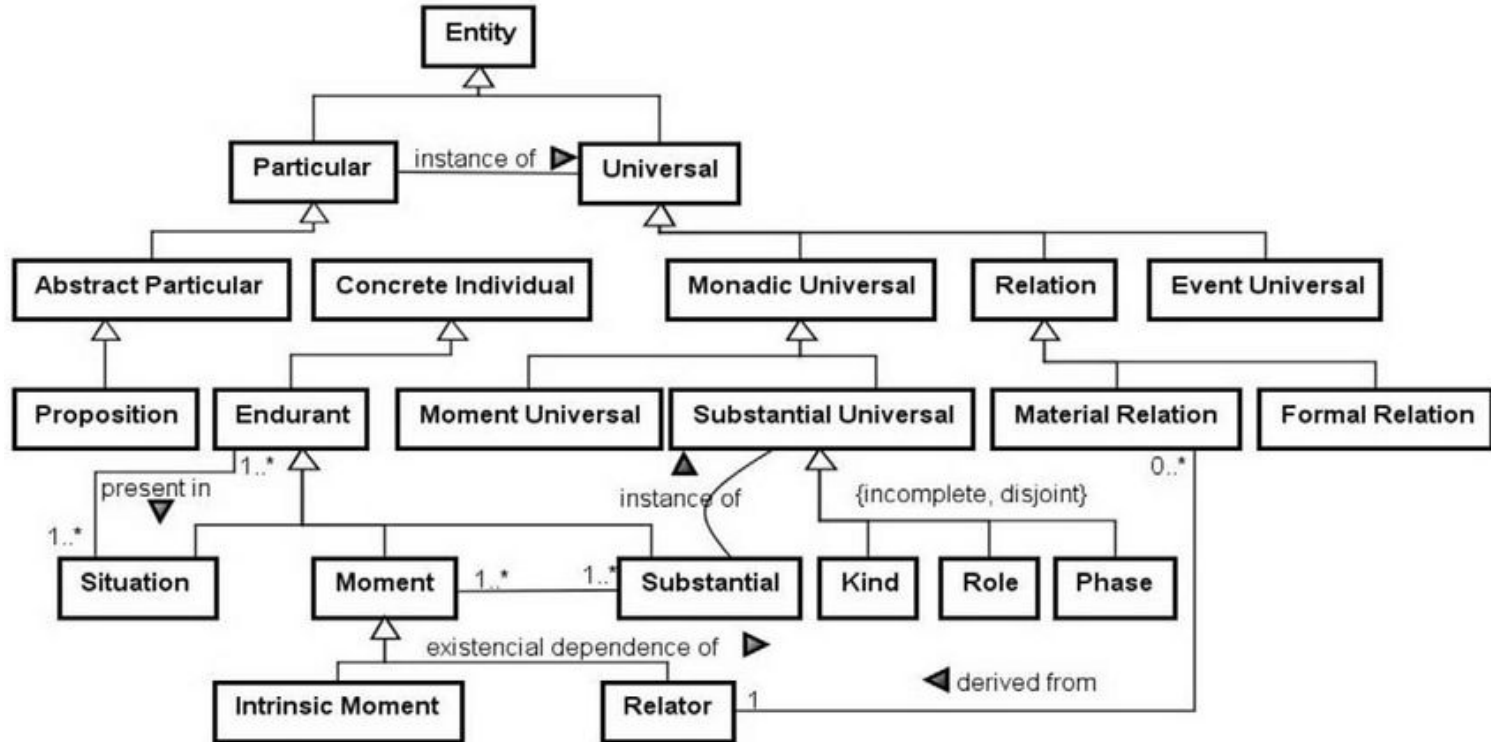 Entity
Particular
instance of
Universal
Abstract Particular
Concrete Individual
Monadic Universal
Relation
Event Universal
Proposition
Endurant
Moment Universal
Substantial Universal
Material Relation
Formal Relation
1..*
present in
1..*
instance of
{incomplete, disjoint}
0..*
Situation
Moment
1..*
1..*
Substantial
Kind
Role
Phase
existencial dependence of
derived from
Intrinsic Moment
Relator
1